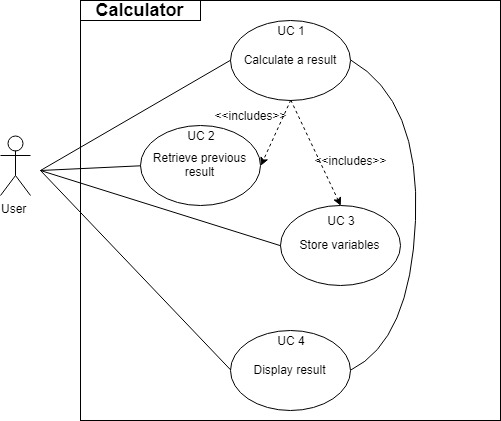 Calculator
UC 1
Calculate a result
<<includes>>
UC 2
Retrieve previous
result
<<includes>>
User
UC 3
Store variables
UC 4
Display result